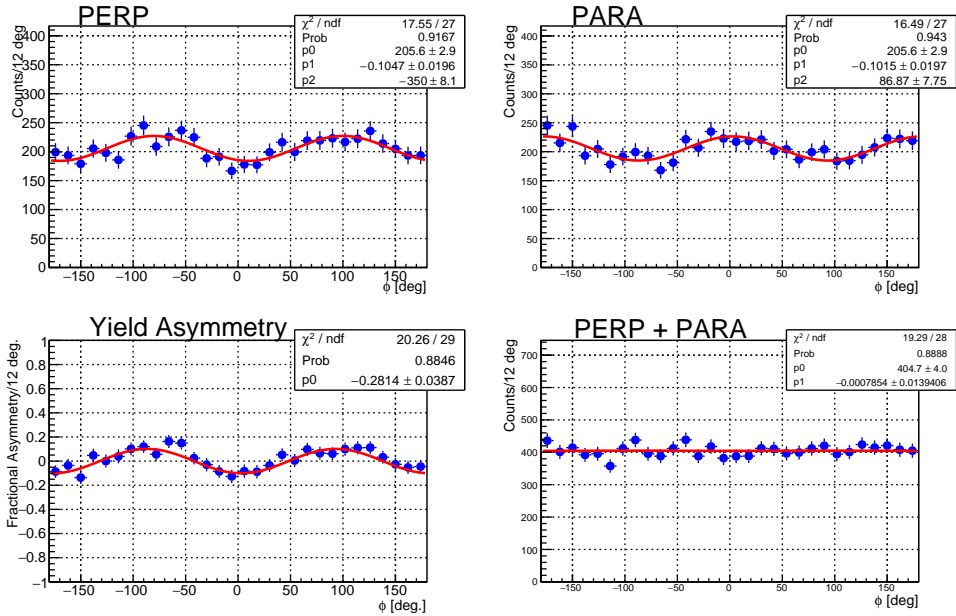 PERP
χ² / ndf 17.55 / 27
Prob 0.9167
p0 205.6 ± 2.9
p1 −0.1047 ± 0.0196
p2 −350 ± 8.1
Counts/12 deg
400
350
300
250
200
150
100
50
0
−150 −100 −50 0 50 100 150
ϕ [deg]
PARA
χ² / ndf 16.49 / 27
Prob 0.943
p0 205.6 ± 2.9
p1 −0.1015 ± 0.0197
p2 86.87 ± 7.75
Counts/12 deg
400
350
300
250
200
150
100
50
0
−150 −100 −50 0 50 100 150
ϕ [deg]
Yield Asymmetry
χ² / ndf 20.26 / 29
Prob 0.8846
p0 −0.2814 ± 0.0387
Fractional Asymmetry/12 deg.
1
0.8
0.6
0.4
0.2
0
−0.2
−0.4
−0.6
−0.8
−1
−150 −100 −50 0 50 100 150
ϕ [deg.]
PERP + PARA
χ² / ndf 19.29 / 28
Prob 0.8888
p0 404.7 ± 4.0
p1 −0.0007854 ± 0.0139406
Counts/12 deg
700
600
500
400
300
200
100
0
−150 −100 −50 0 50 100 150
ϕ [deg]